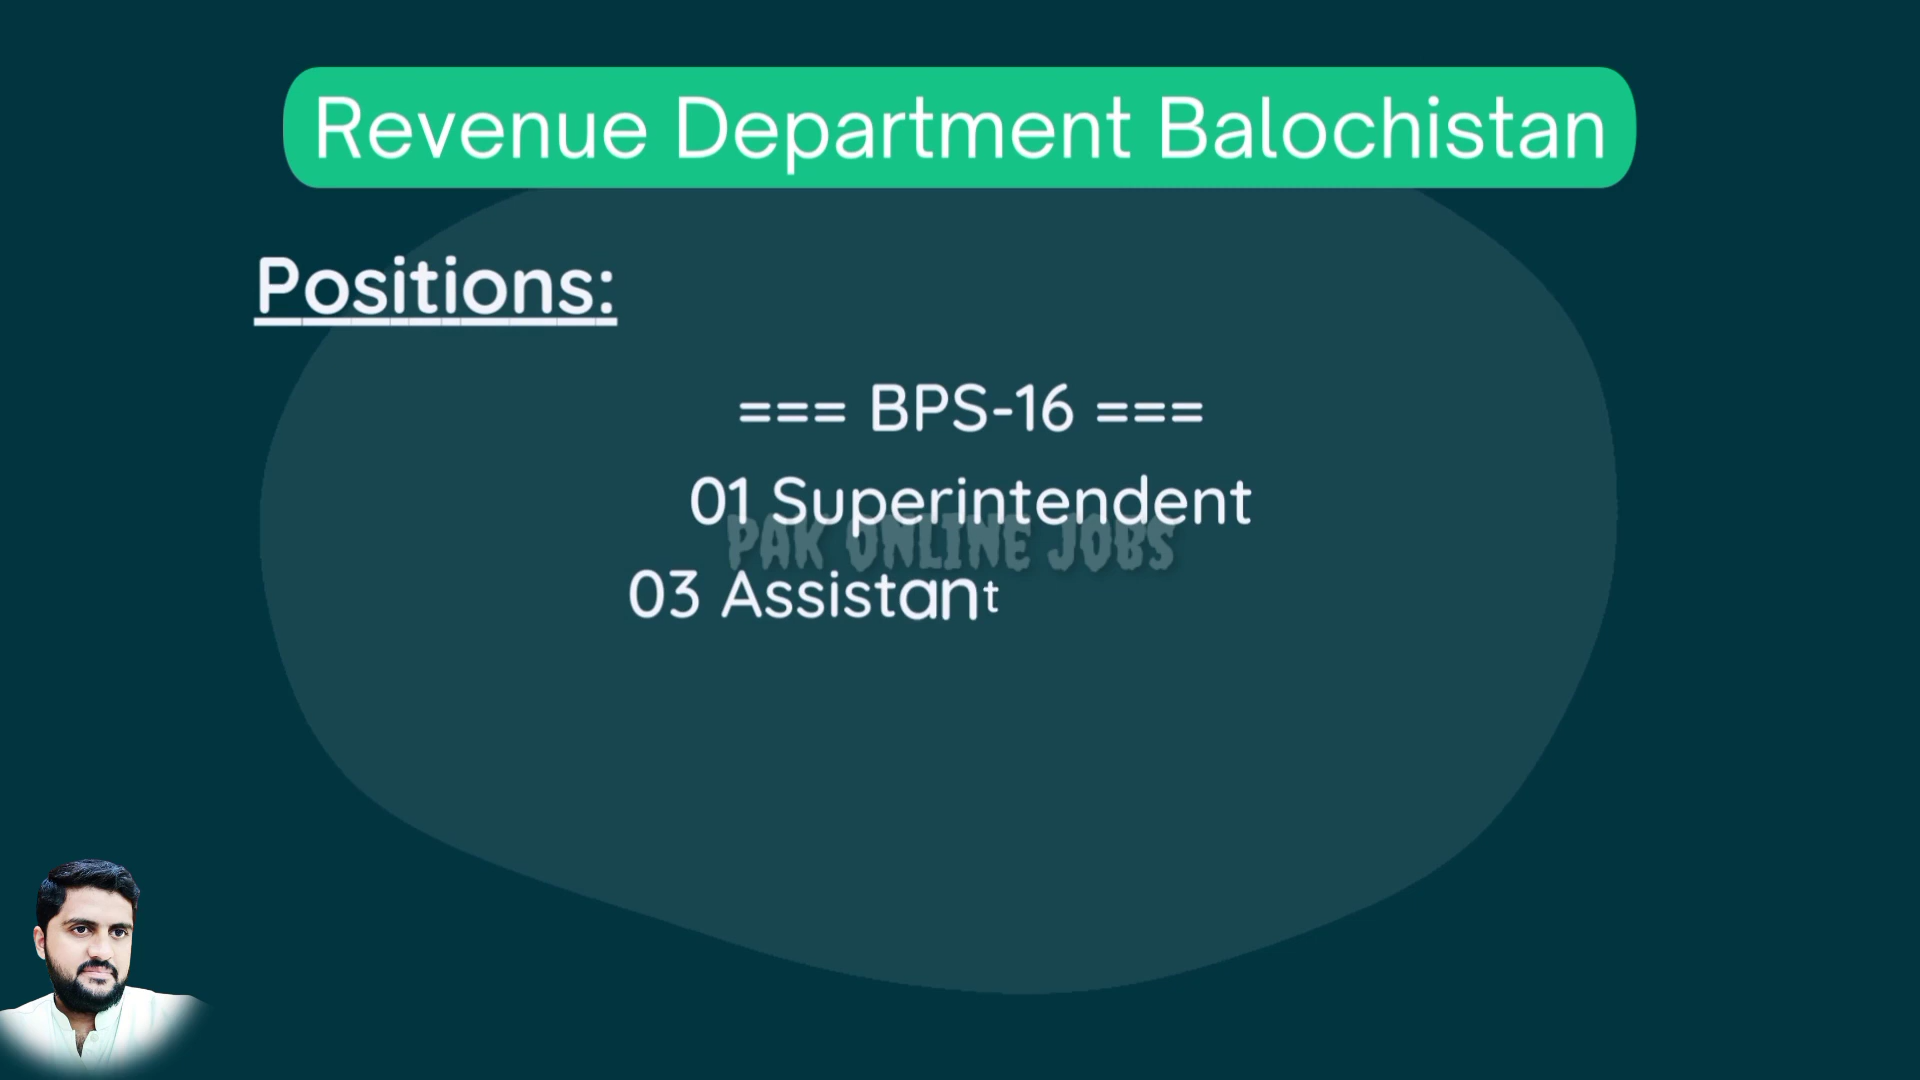 Revenue Department Balochistan
Positions:
=== BPS-16 ===
01 Superintendent
PAK ONLINE JOBS
03 Assistant